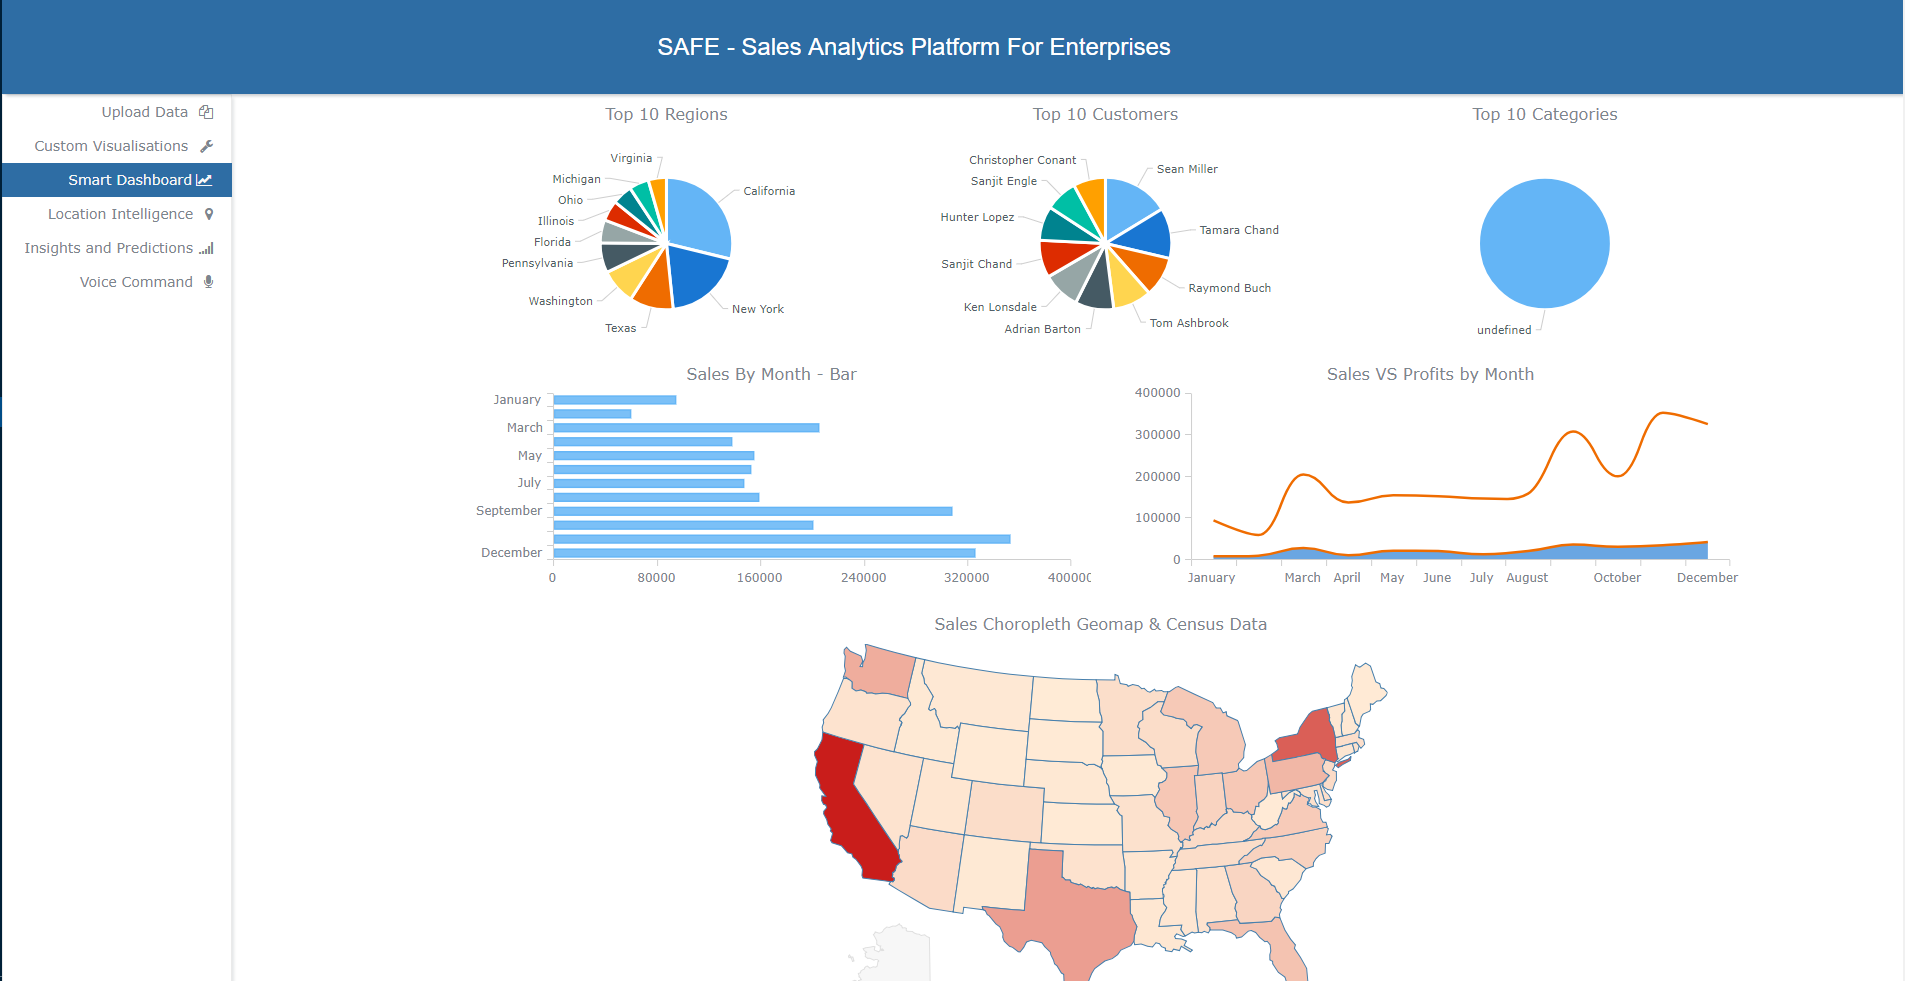 SAFE - Sales Analytics Platform For Enterprises
Upload Data
Custom Visualisations
Smart Dashboard
Location Intelligence
Insights and Predictions
Voice Command
Top 10 Regions
Virginia
Michigan
Ohio
Illinois
Florida
Pennsylvania
Washington
Texas
California
New York
Top 10 Customers
Christopher Conant
Sanjit Engle
Hunter Lopez
Sanjit Chand
Ken Lonsdale
Adrian Barton
Sean Miller
Tamara Chand
Raymond Buch
Tom Ashbrook
Top 10 Categories
undefined
Sales By Month - Bar
January
March
May
July
September
December
0 80000 160000 240000 320000 400000
Sales VS Profits by Month
400000
300000
200000
100000
0
January March April May June July August October December
Sales Choropleth Geomap & Census Data